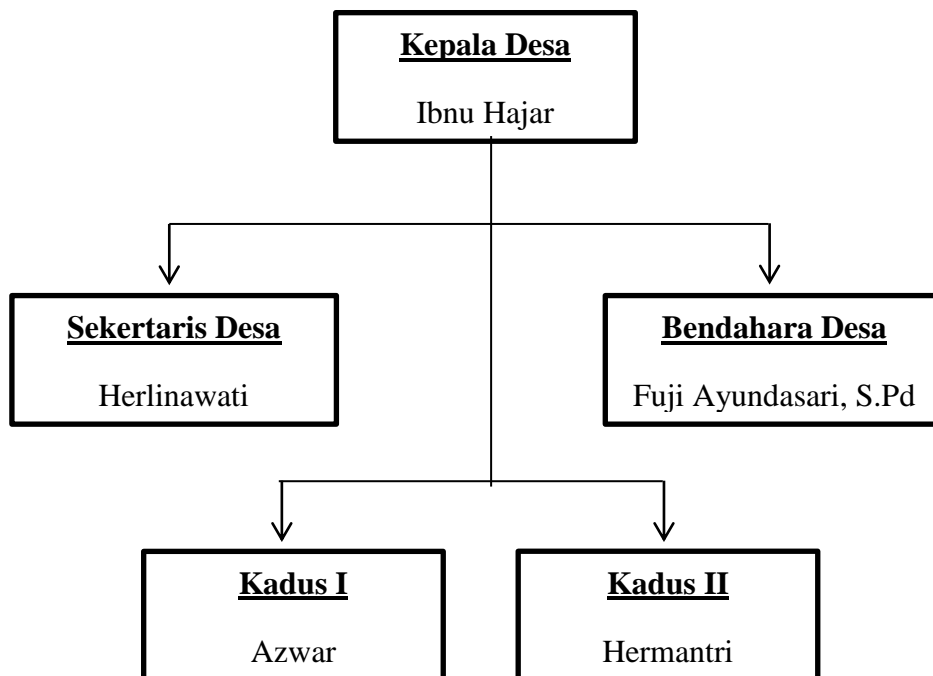 Kepala Desa
Ibnu Hajar
Sekertaris Desa
Herlinawati
Bendahara Desa
Fuji Ayundasari, S.Pd
Kadus I
Azwar
Kadus II
Hermantri